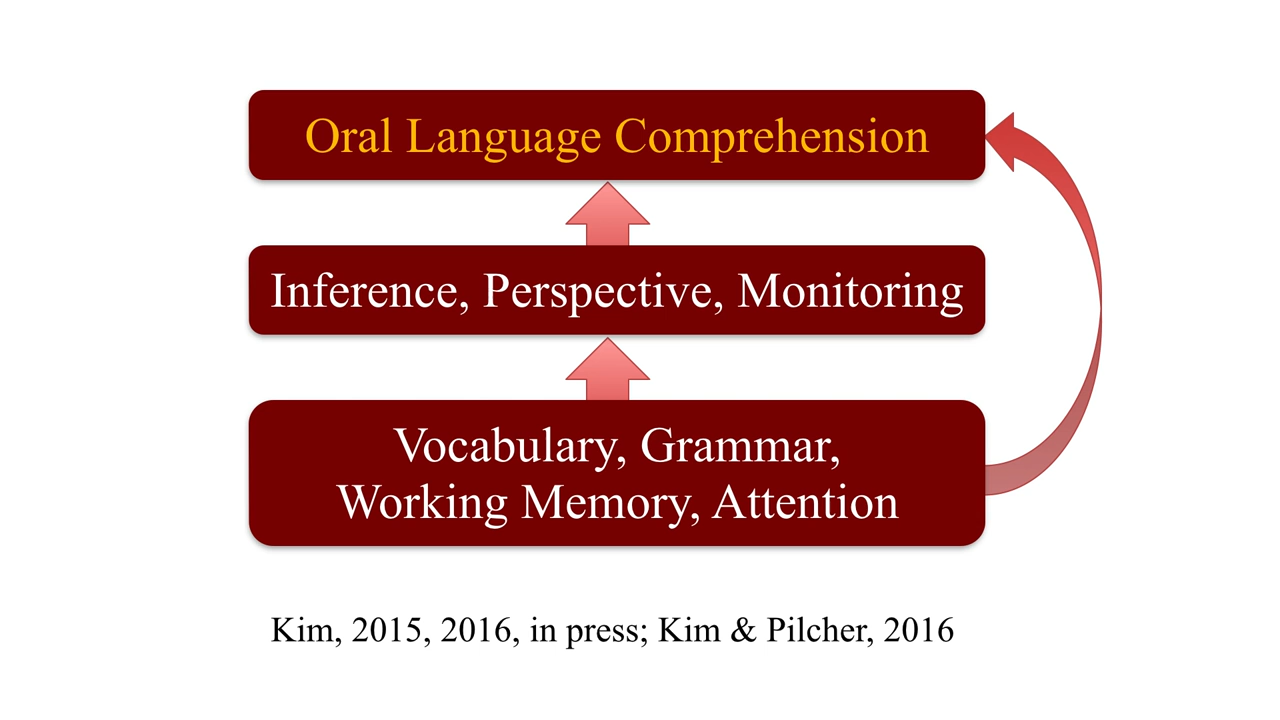 Oral Language Comprehension
Inference, Perspective, Monitoring
Vocabulary, Grammar,
Working Memory, Attention
Kim, 2015, 2016, in press; Kim & Pilcher, 2016